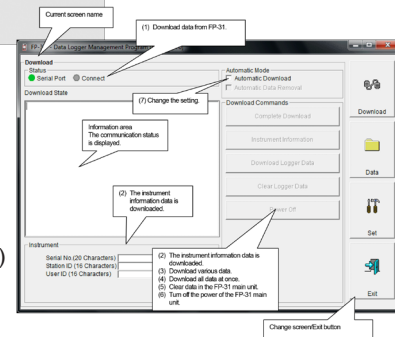 Current screen name
(1) Download data from FP-31.
Data Logger Management Program
Download
Status
Serial Port
Connect
Automatic Mode
Automatic Download
Automatic Data Removal
Download State
(7) Change the setting.
Download Commands
Complete Download
Instrument Information
Download Logger Data
Clear Logger Data
Power Off
Information area
The communication status
is displayed.
(2) The instrument
information data is
downloaded.
Instrument
Serial No.(20 Characters)
Station ID (16 Characters)
User ID (16 Characters)
(2) The instrument information data is
downloaded.
(3) Download various data.
(4) Download all data at once.
(5) Clear data in the FP-31 main unit.
(6) Turn off the power of the FP-31 main
unit.
Download
Data
Set
Exit
Change screen/Exit button
)